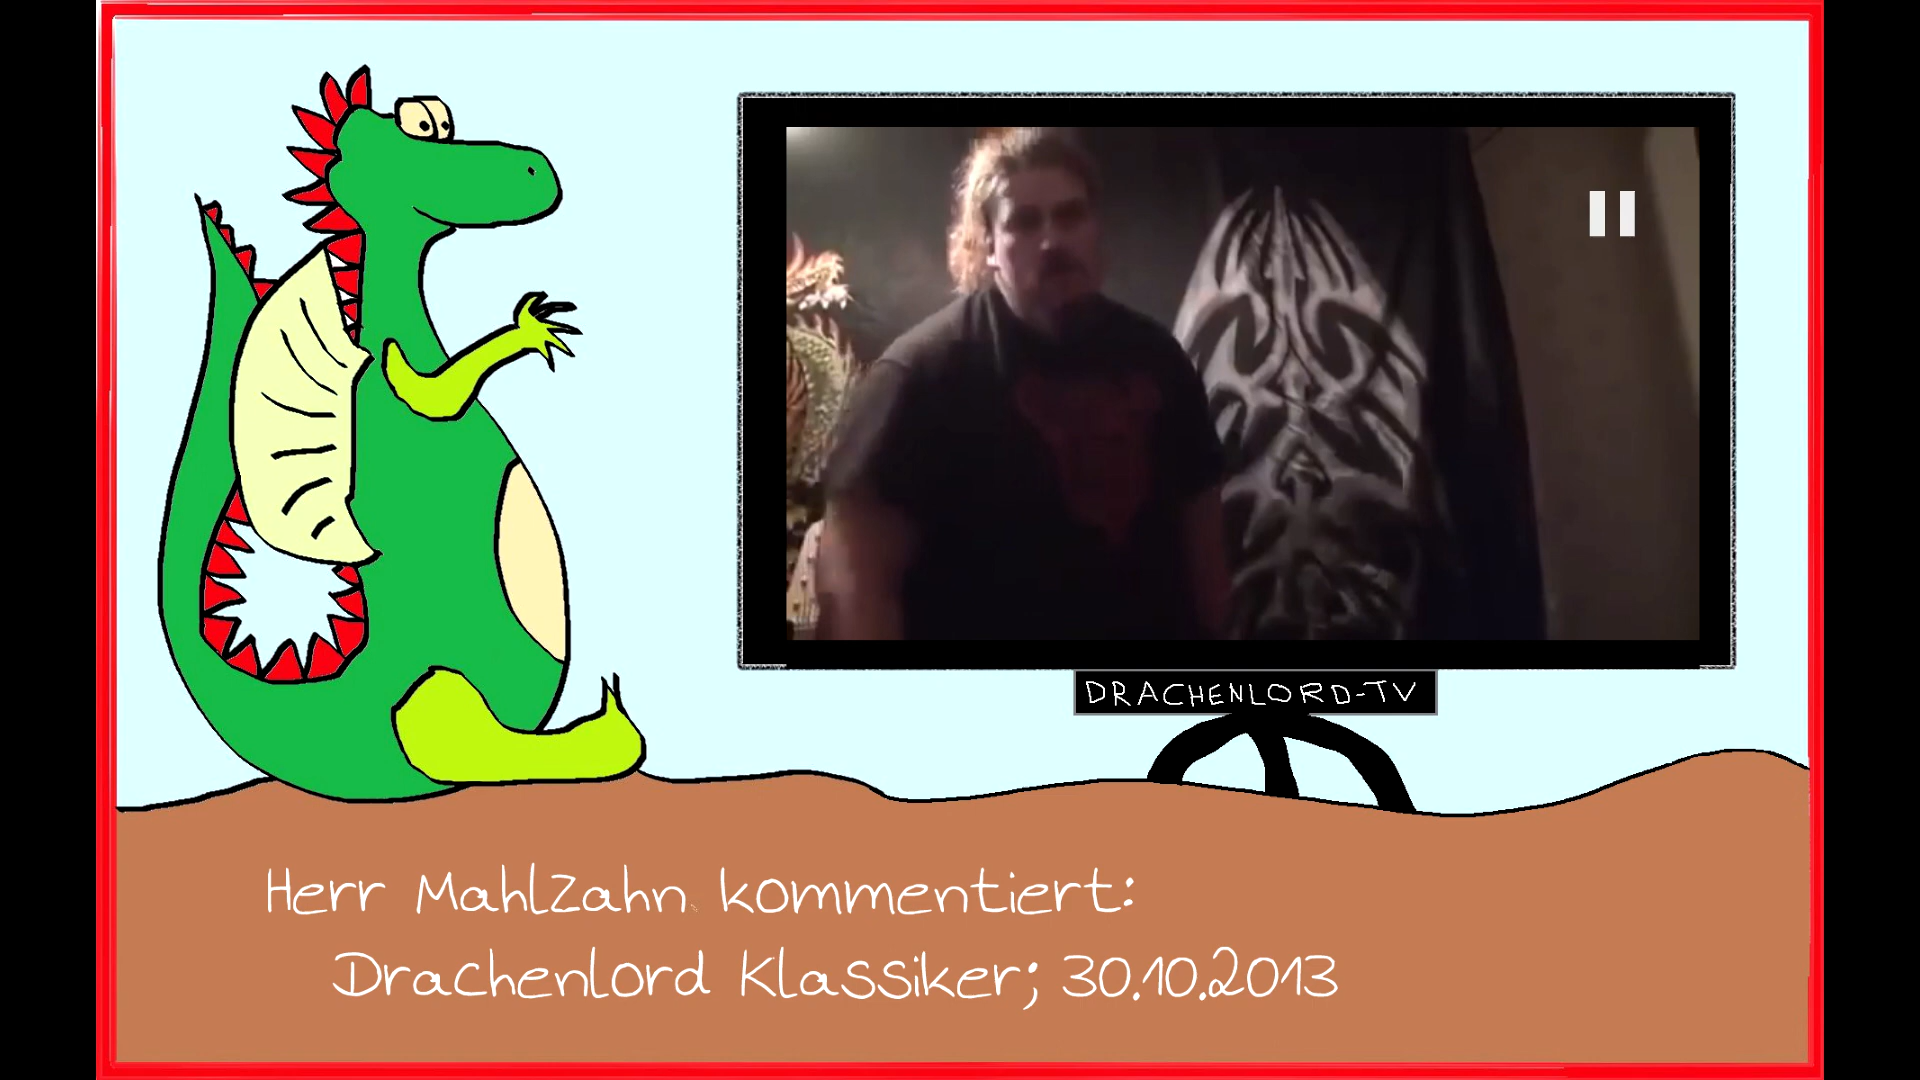 DRACHENLORD-TV
Herr Mahlzahn kommentiert:
Drachenlord Klassiker; 30.10.2013